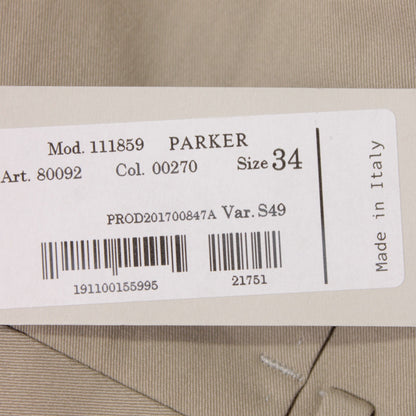 Mod. 111859 PARKER
Art. 80092 Col. 00270 Size 34
PROD201700847A Var. S49
191100155995 21751
Made in Italy